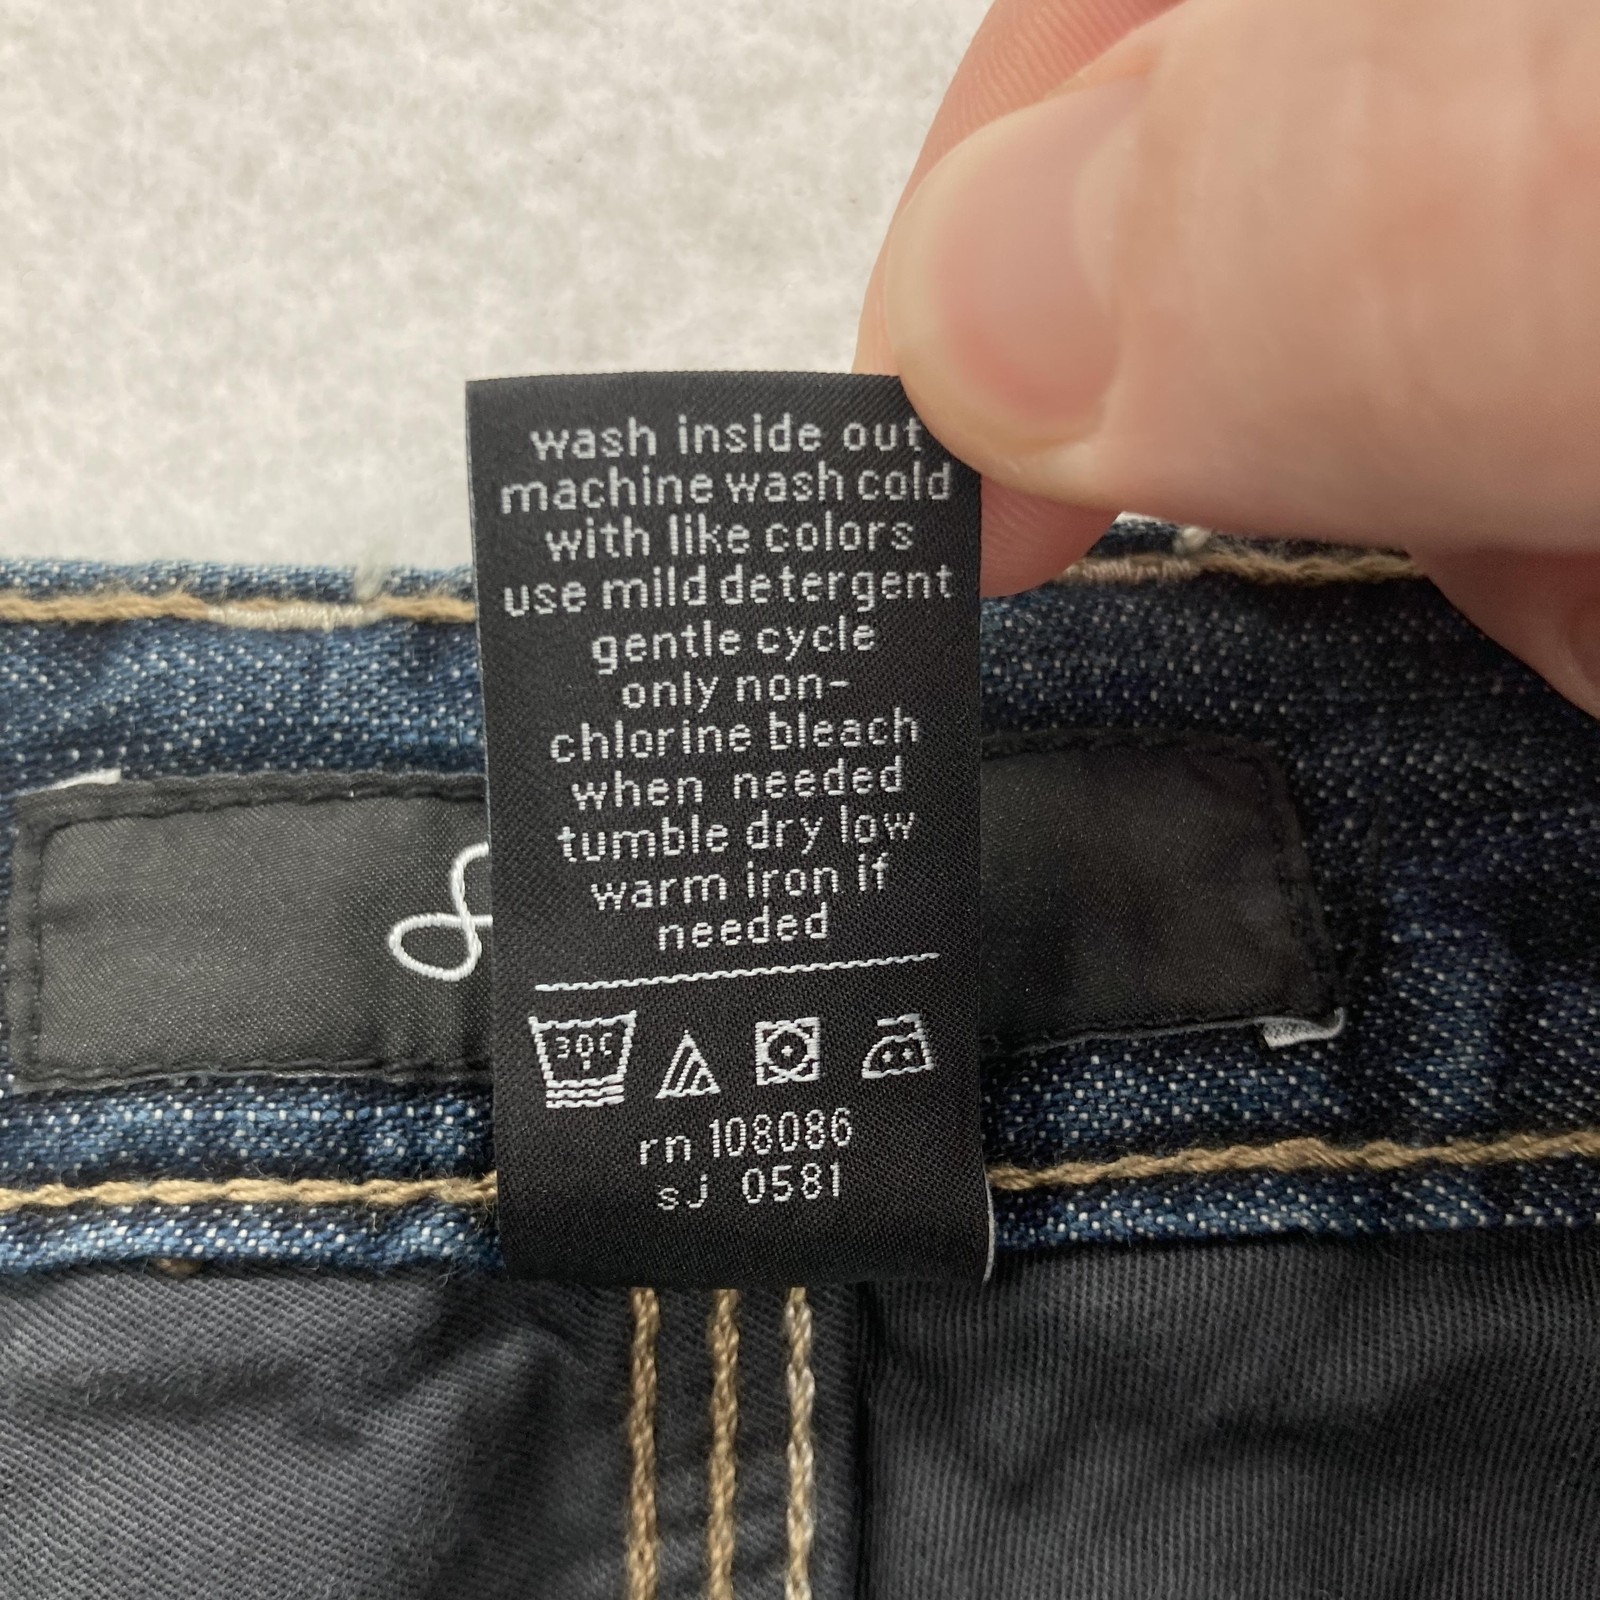 wash inside out
machine wash cold
with like colors
use mild detergent
gentle cycle
only non-
chlorine bleach
when needed
tumble dry low
warm iron if
needed
30c
rn 108086
sj 0581